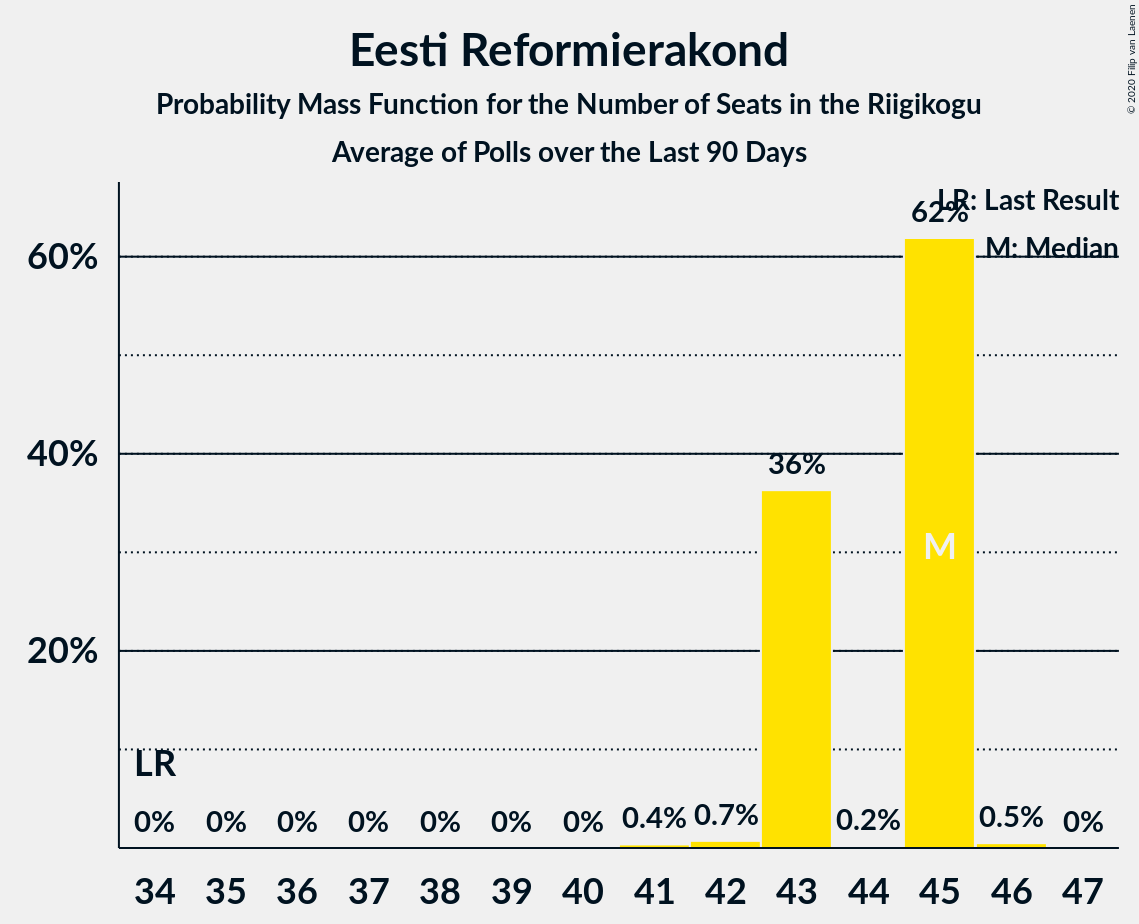 Eesti Reformierakond
Probability Mass Function for the Number of Seats in the Riigikogu
Average of Polls over the Last 90 Days
© 2020 Filip van Laenen
LR: Last Result
M: Median
60%
40%
20%
62%
36%
M
LR
0% 0% 0% 0% 0% 0% 0% 0.4% 0.7% 0.2% 0.5% 0%
34 35 36 37 38 39 40 41 42 43 44 45 46 47